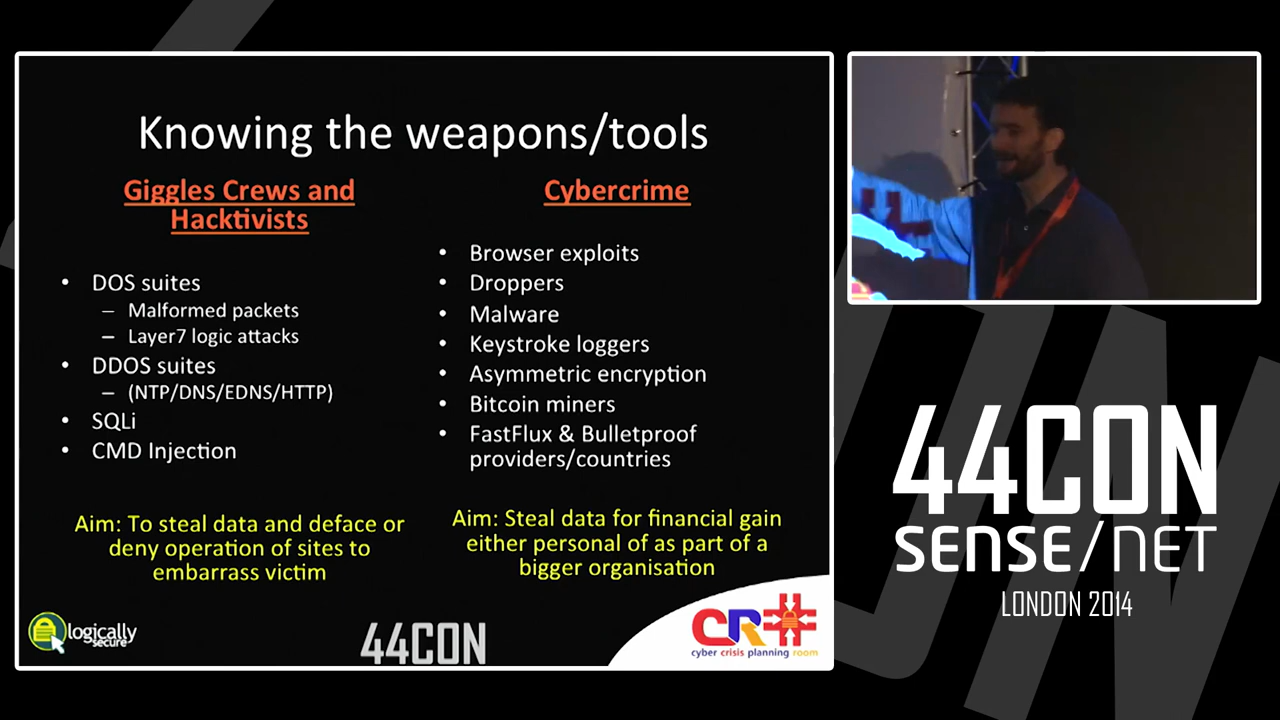 Knowing the weapons/tools
Giggles Crews and
Hacktivists
• DOS suites
– Malformed packets
– Layer7 logic attacks
• DDOS suites
– (NTP/DNS/EDNS/HTTP)
• SQLi
• CMD Injection
Aim: To steal data and deface or
deny operation of sites to
embarrass victim
Cybercrime
• Browser exploits
• Droppers
• Malware
• Keystroke loggers
• Asymmetric encryption
• Bitcoin miners
• FastFlux & Bulletproof
providers/countries
Aim: Steal data for financial gain
either personal of as part of a
bigger organisation
logically
secure
44CON
CR
cyber crisis planning room
44CON
SENSE/NET
LONDON 2014